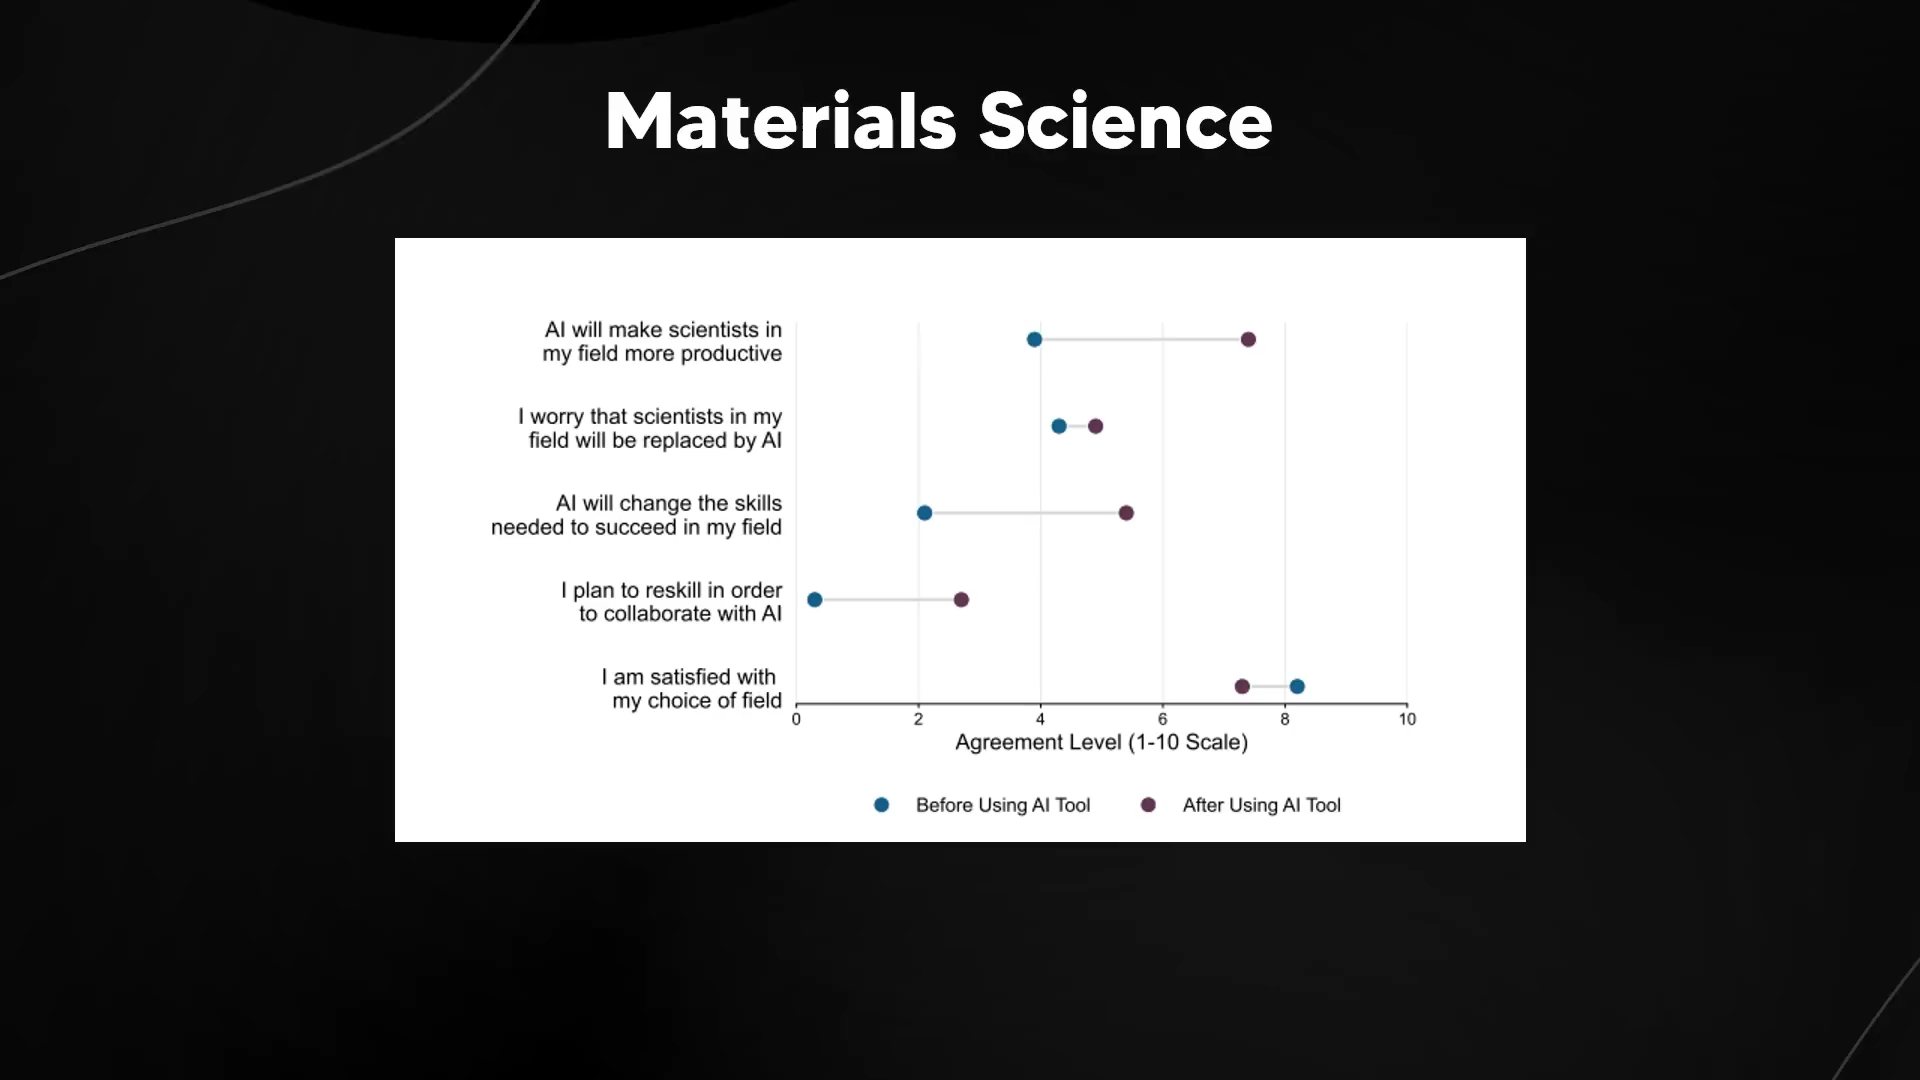 Materials Science
AI will make scientists in
my field more productive
I worry that scientists in my
field will be replaced by AI
AI will change the skills
needed to succeed in my field
I plan to reskill in order
to collaborate with AI
I am satisfied with
my choice of field
0 2 4 6 8 10
Agreement Level (1-10 Scale)
Before Using AI Tool After Using AI Tool